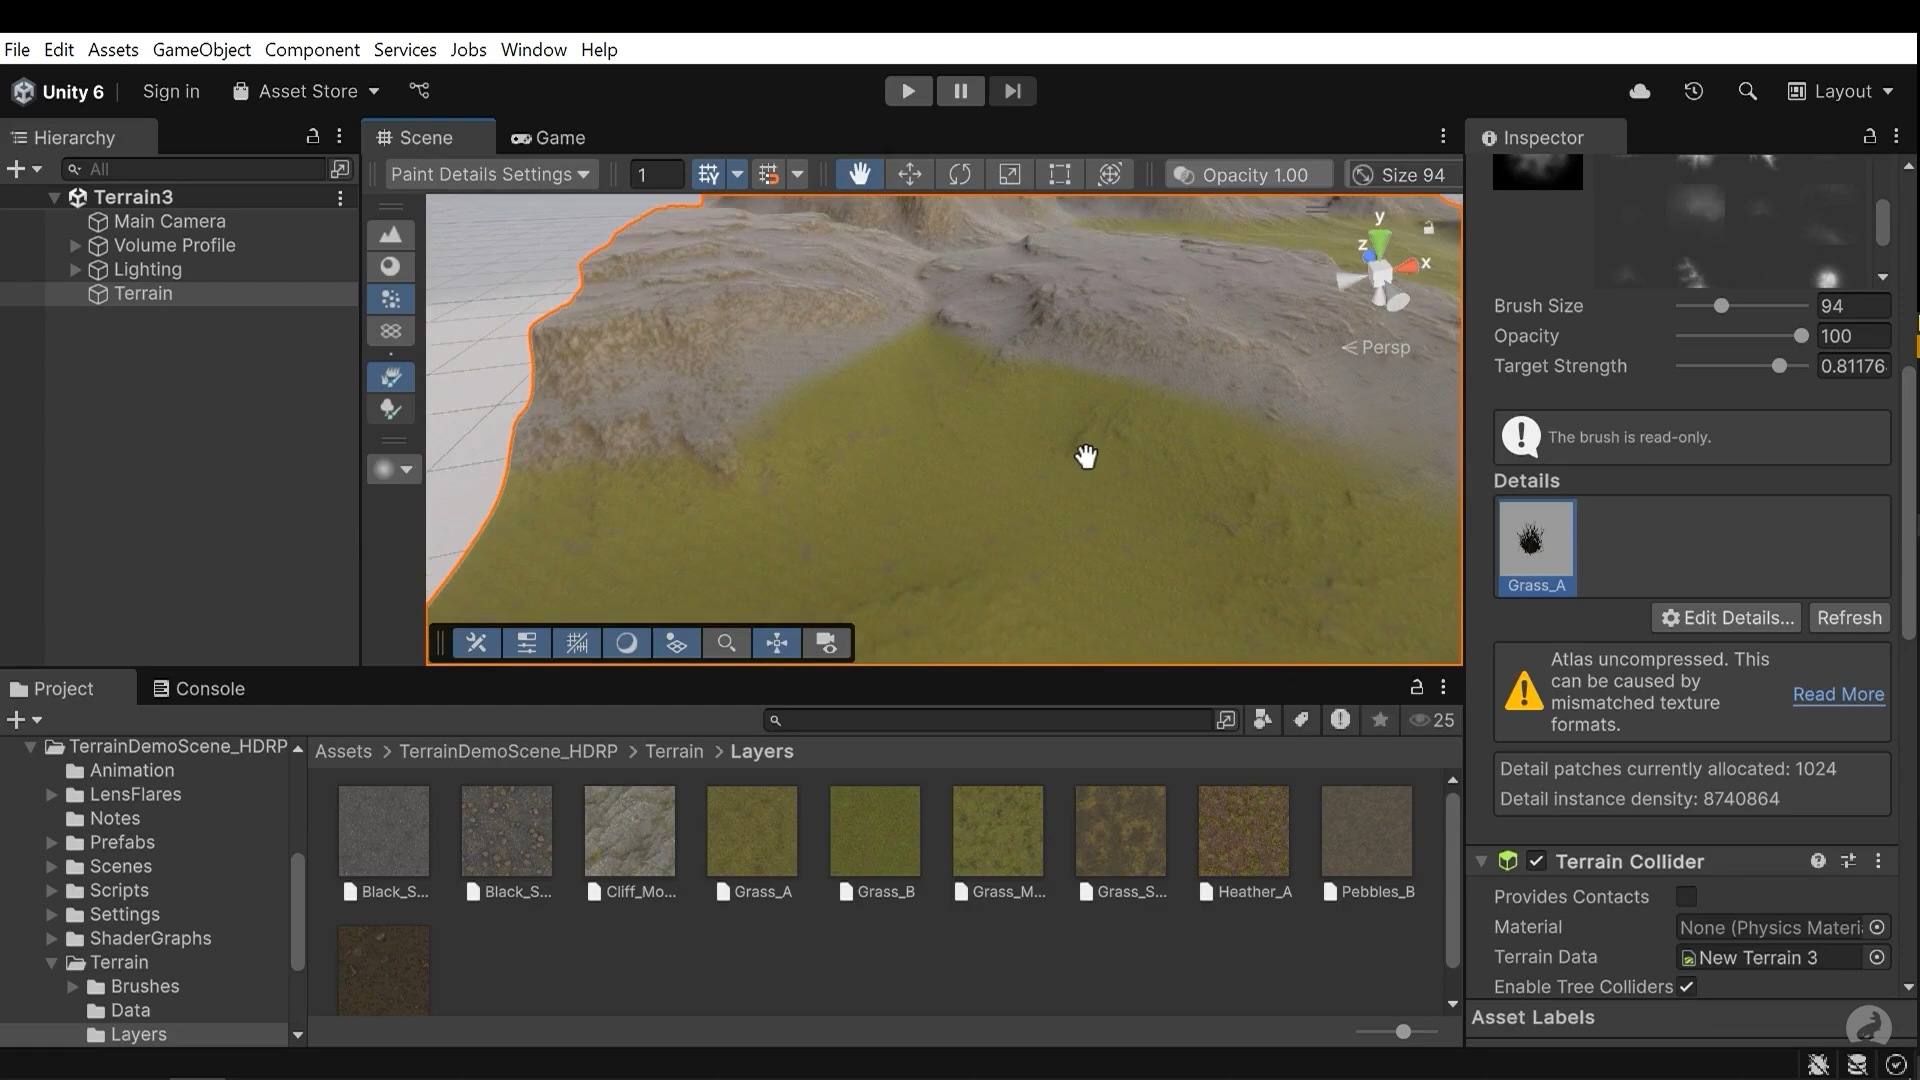 File Edit Assets GameObject Component Services Jobs Window Help
Unity 6 Sign in Asset Store Layout
Hierarchy
All
Terrain3
Main Camera
Volume Profile
Lighting
Terrain
Scene Game
Paint Details Settings 1 Opacity 1.00 Size 94
y
z
x
Persp
Inspector
Brush Size 94
Opacity 100
Target Strength 0.81176
The brush is read-only.
Details
Grass_A
Edit Details... Refresh
Atlas uncompressed. This
can be caused by
mismatched texture
formats.
Read More
Detail patches currently allocated: 1024
Detail instance density: 8740864
Terrain Collider
Provides Contacts
Material None (Physics Materi
Terrain Data New Terrain 3
Enable Tree Colliders
Asset Labels
Project Console
25
TerrainDemoScene_HDRP
Animation
LensFlares
Notes
Prefabs
Scenes
Scripts
Settings
ShaderGraphs
Terrain
Brushes
Data
Layers
Assets > TerrainDemoScene_HDRP > Terrain > Layers
Black_S... Black_S... Cliff_Mo... Grass_A Grass_B Grass_M... Grass_S... Heather_A Pebbles_B